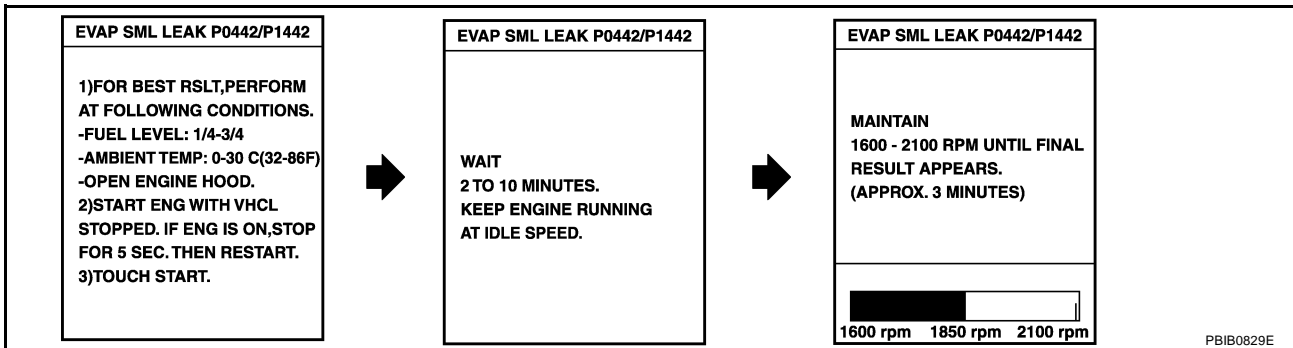 EVAP SML LEAK P0442/P1442
1)FOR BEST RSLT,PERFORM
AT FOLLOWING CONDITIONS.
-FUEL LEVEL: 1/4-3/4
-AMBIENT TEMP: 0-30 C(32-86F)
-OPEN ENGINE HOOD.
2)START ENG WITH VHCL
STOPPED. IF ENG IS ON,STOP
FOR 5 SEC. THEN RESTART.
3)TOUCH START.
EVAP SML LEAK P0442/P1442
WAIT
2 TO 10 MINUTES.
KEEP ENGINE RUNNING
AT IDLE SPEED.
EVAP SML LEAK P0442/P1442
MAINTAIN
1600 - 2100 RPM UNTIL FINAL
RESULT APPEARS.
(APPROX. 3 MINUTES)
1600 rpm 1850 rpm 2100 rpm
PBIB0829E